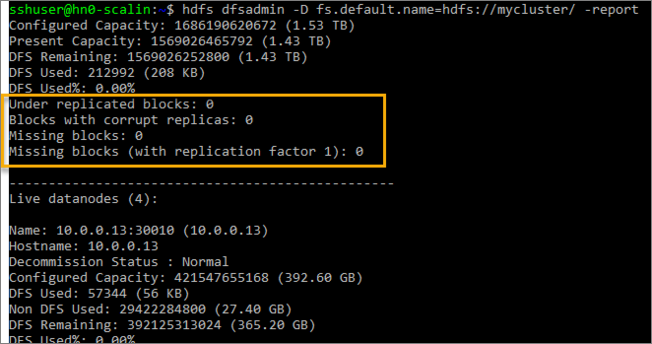 sshuser@hn0-scalin:~$ hdfs dfsadmin -D fs.default.name=hdfs://mycluster/ -report
Configured Capacity: 1686190620672 (1.53 TB)
Present Capacity: 1569026465792 (1.43 TB)
DFS Remaining: 1569026252800 (1.43 TB)
DFS Used: 212992 (208 KB)
DFS Used%: 0.00%
Under replicated blocks: 0
Blocks with corrupt replicas: 0
Missing blocks: 0
Missing blocks (with replication factor 1): 0
-------------------------------------------------
Live datanodes (4):
Name: 10.0.0.13:30010 (10.0.0.13)
Hostname: 10.0.0.13
Decommission Status : Normal
Configured Capacity: 421547655168 (392.60 GB)
DFS Used: 57344 (56 KB)
Non DFS Used: 29422284800 (27.40 GB)
DFS Remaining: 392125313024 (365.20 GB)
DFS Used%: 0.00%